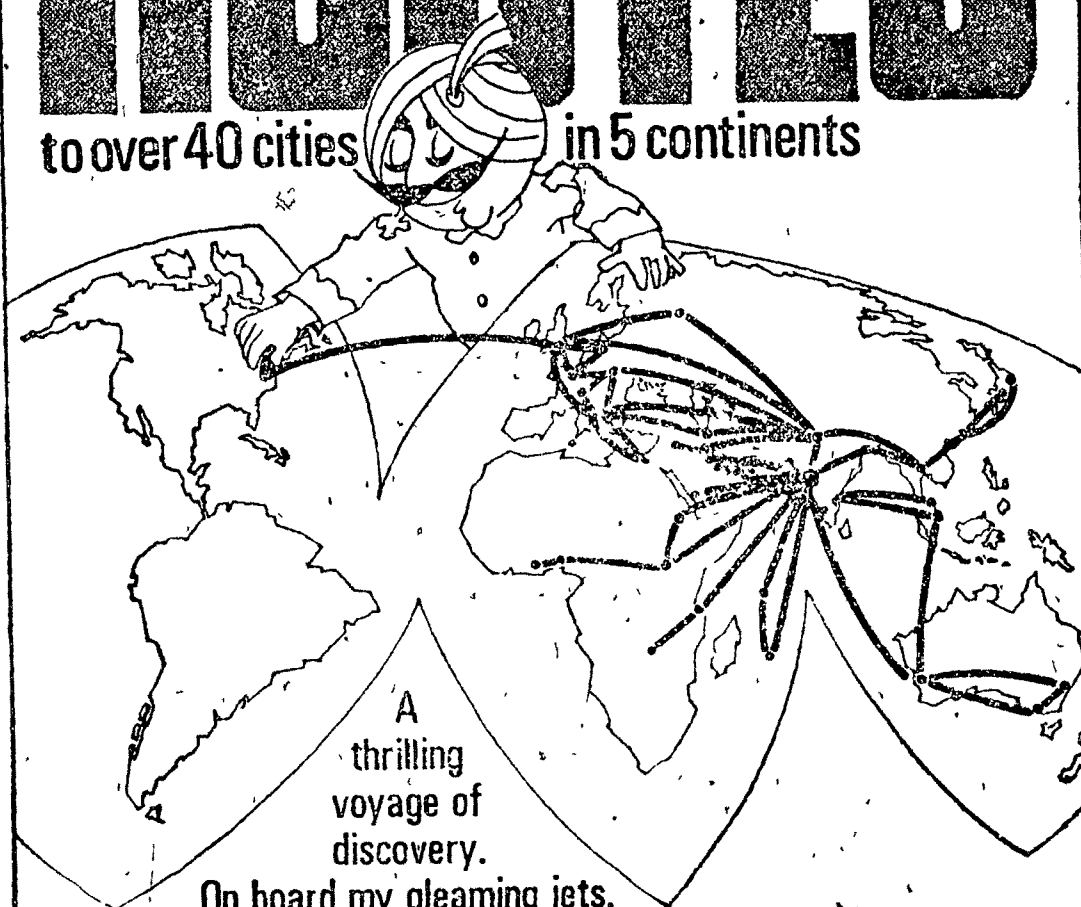 to over 40 cities in 5 continents
A
thrilling
voyage of
discovery.
On board my gleaming jets.